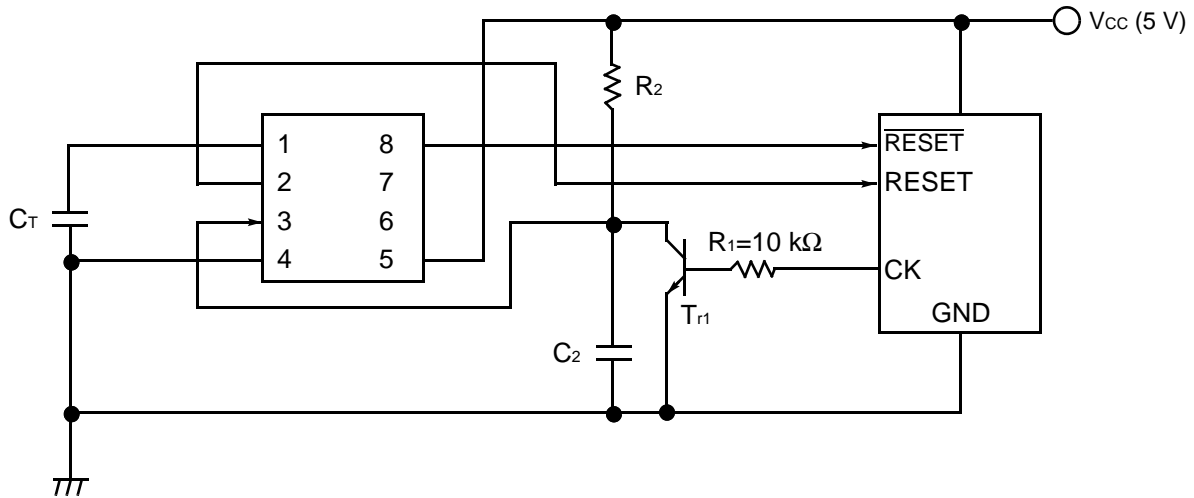 VCC (5 V)
R2
1 8
2 7
3 6
4 5
CT
RESET
RESET
R1=10 kΩ
CK
GND
Tr1
C2